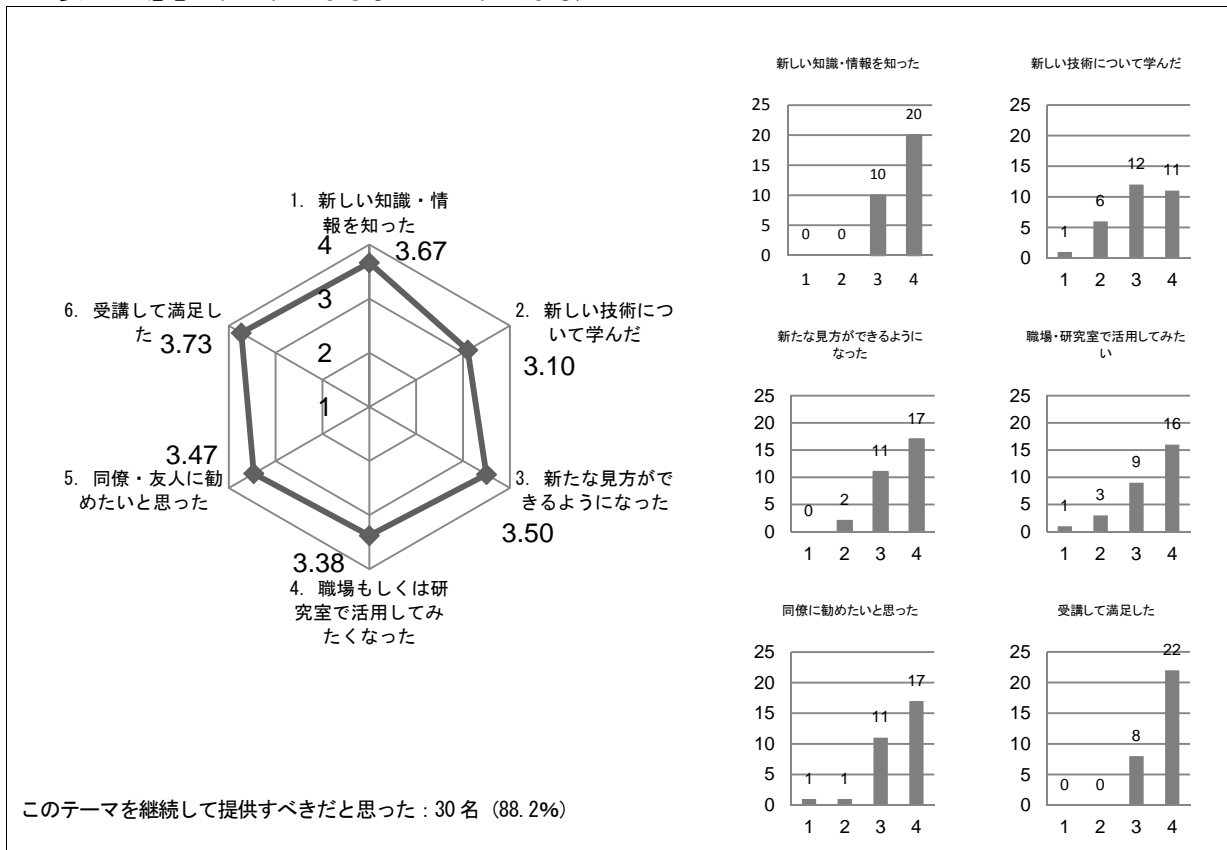 1. 新しい知識・情
報を知った
3.67
4
3
2
1
2. 新しい技術につ
いて学んだ
3.10
3. 新たな見方がで
きるようになった
3.50
3.38
4. 職場もしくは研
究室で活用してみ
たくなった
3.47
5. 同僚・友人に勧
めたいと思った
6. 受講して満足し
た
3.73
このテーマを継続して提供すべきだと思った：30名（88.2%）
新しい知識・情報を知った
25
20
15
10
5
0
0
0
10
20
1 2 3 4
新しい技術について学んだ
25
20
15
10
5
0
1
6
12
11
1 2 3 4
新たな見方ができるように
なった
25
20
15
10
5
0
0
2
11
17
1 2 3 4
職場・研究室で活用してみた
い
25
20
15
10
5
0
1
3
9
16
1 2 3 4
同僚に勧めたいと思った
25
20
15
10
5
0
1
1
11
17
1 2 3 4
受講して満足した
25
20
15
10
5
0
0
0
8
22
1 2 3 4